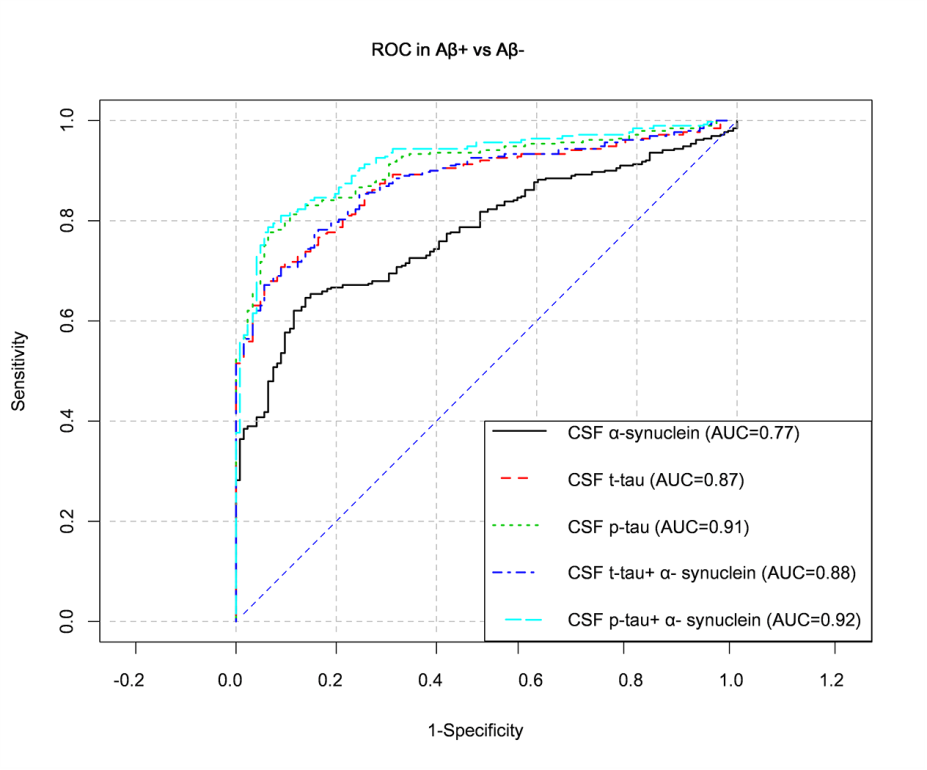 ROC in Aβ+ vs Aβ-
Sensitivity
1.0
0.8
0.6
0.4
0.2
0.0
CSF α-synuclein (AUC=0.77)
CSF t-tau (AUC=0.87)
CSF p-tau (AUC=0.91)
CSF t-tau+ α- synuclein (AUC=0.88)
CSF p-tau+ α- synuclein (AUC=0.92)
-0.2 0.0 0.2 0.4 0.6 0.8 1.0 1.2
1-Specificity